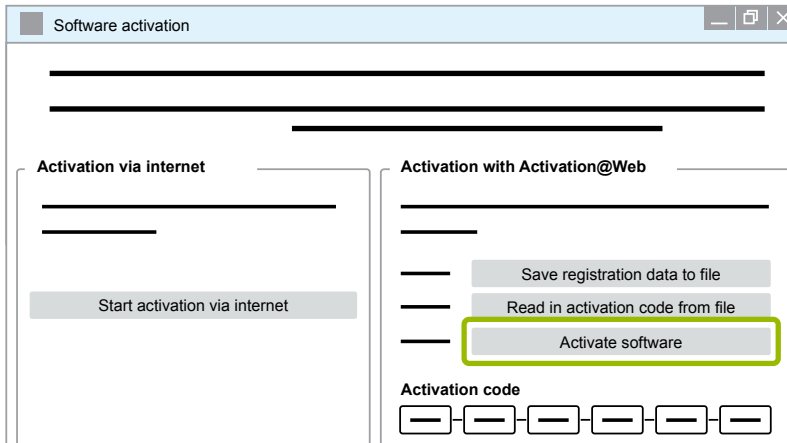 Software activation
Activation via internet
Start activation via internet
Activation with Activation@Web
Save registration data to file
Read in activation code from file
Activate software
Activation code